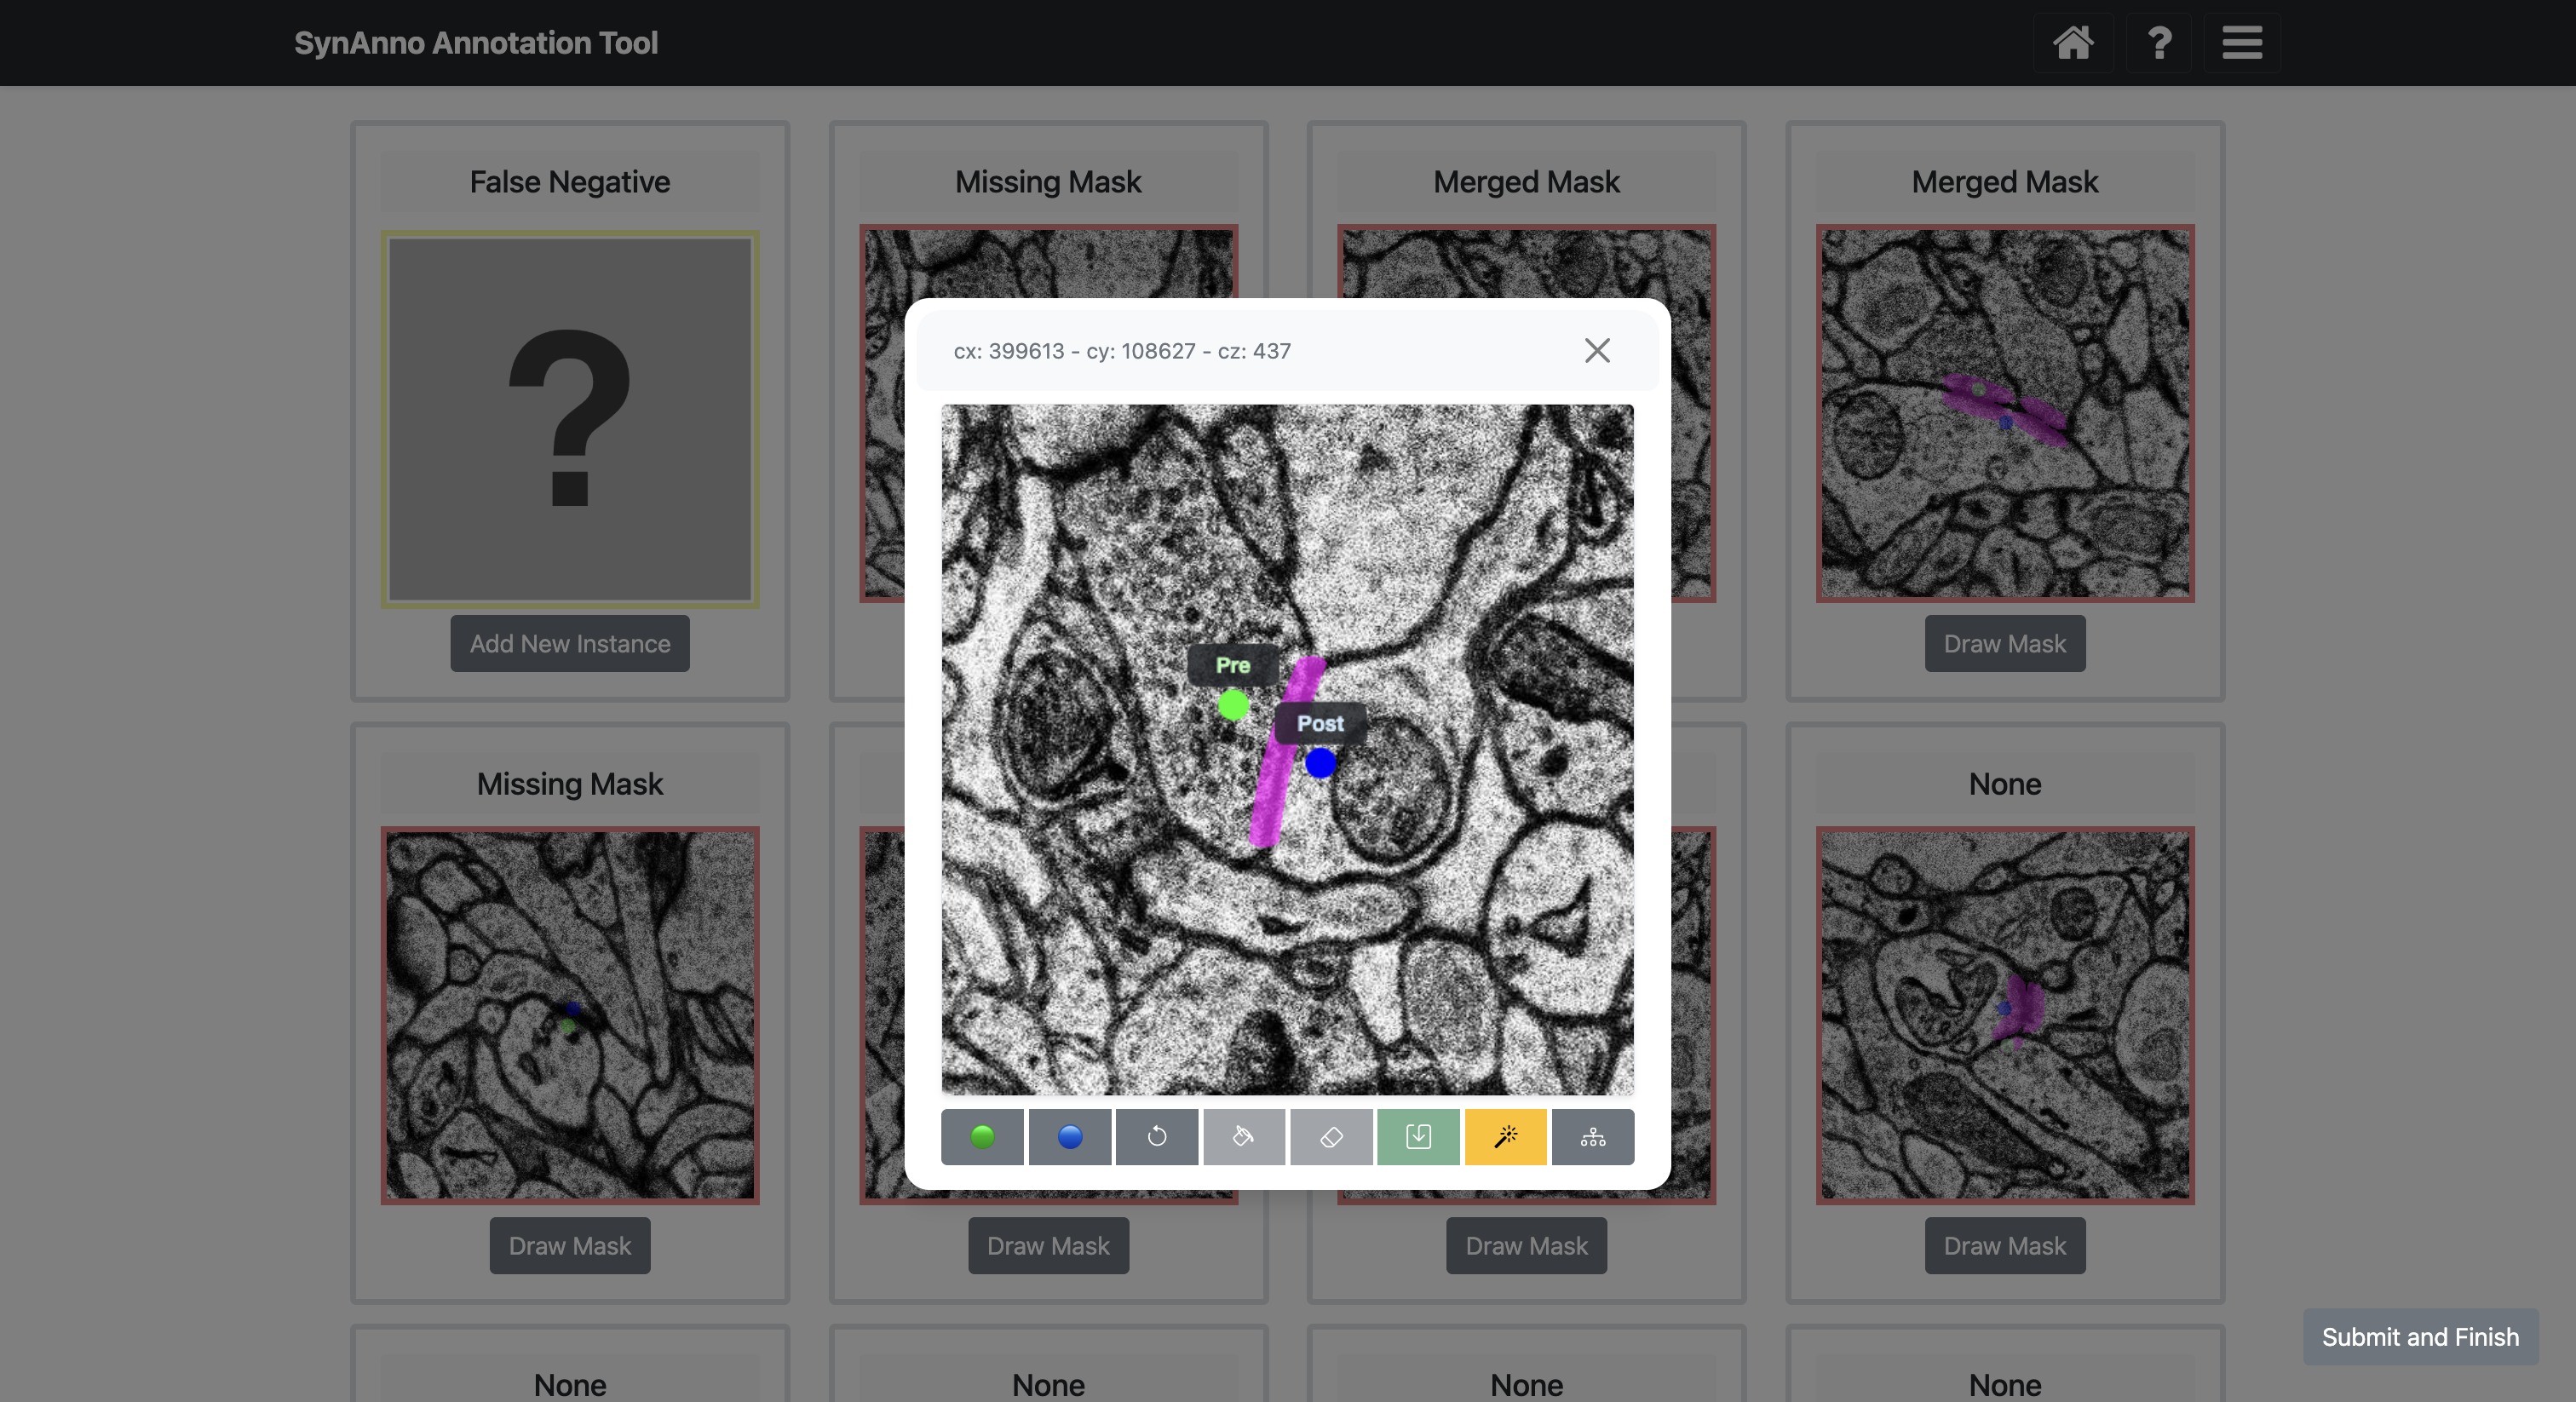 SynAnno Annotation Tool
?
False Negative
Missing Mask
Merged Mask
Merged Mask
?
Add New Instance
Draw Mask
cx: 399613 - cy: 108627 - cz: 437
Pre
Post
Missing Mask
None
Draw Mask
Draw Mask
Draw Mask
Draw Mask
Submit and Finish
None
None
None
None